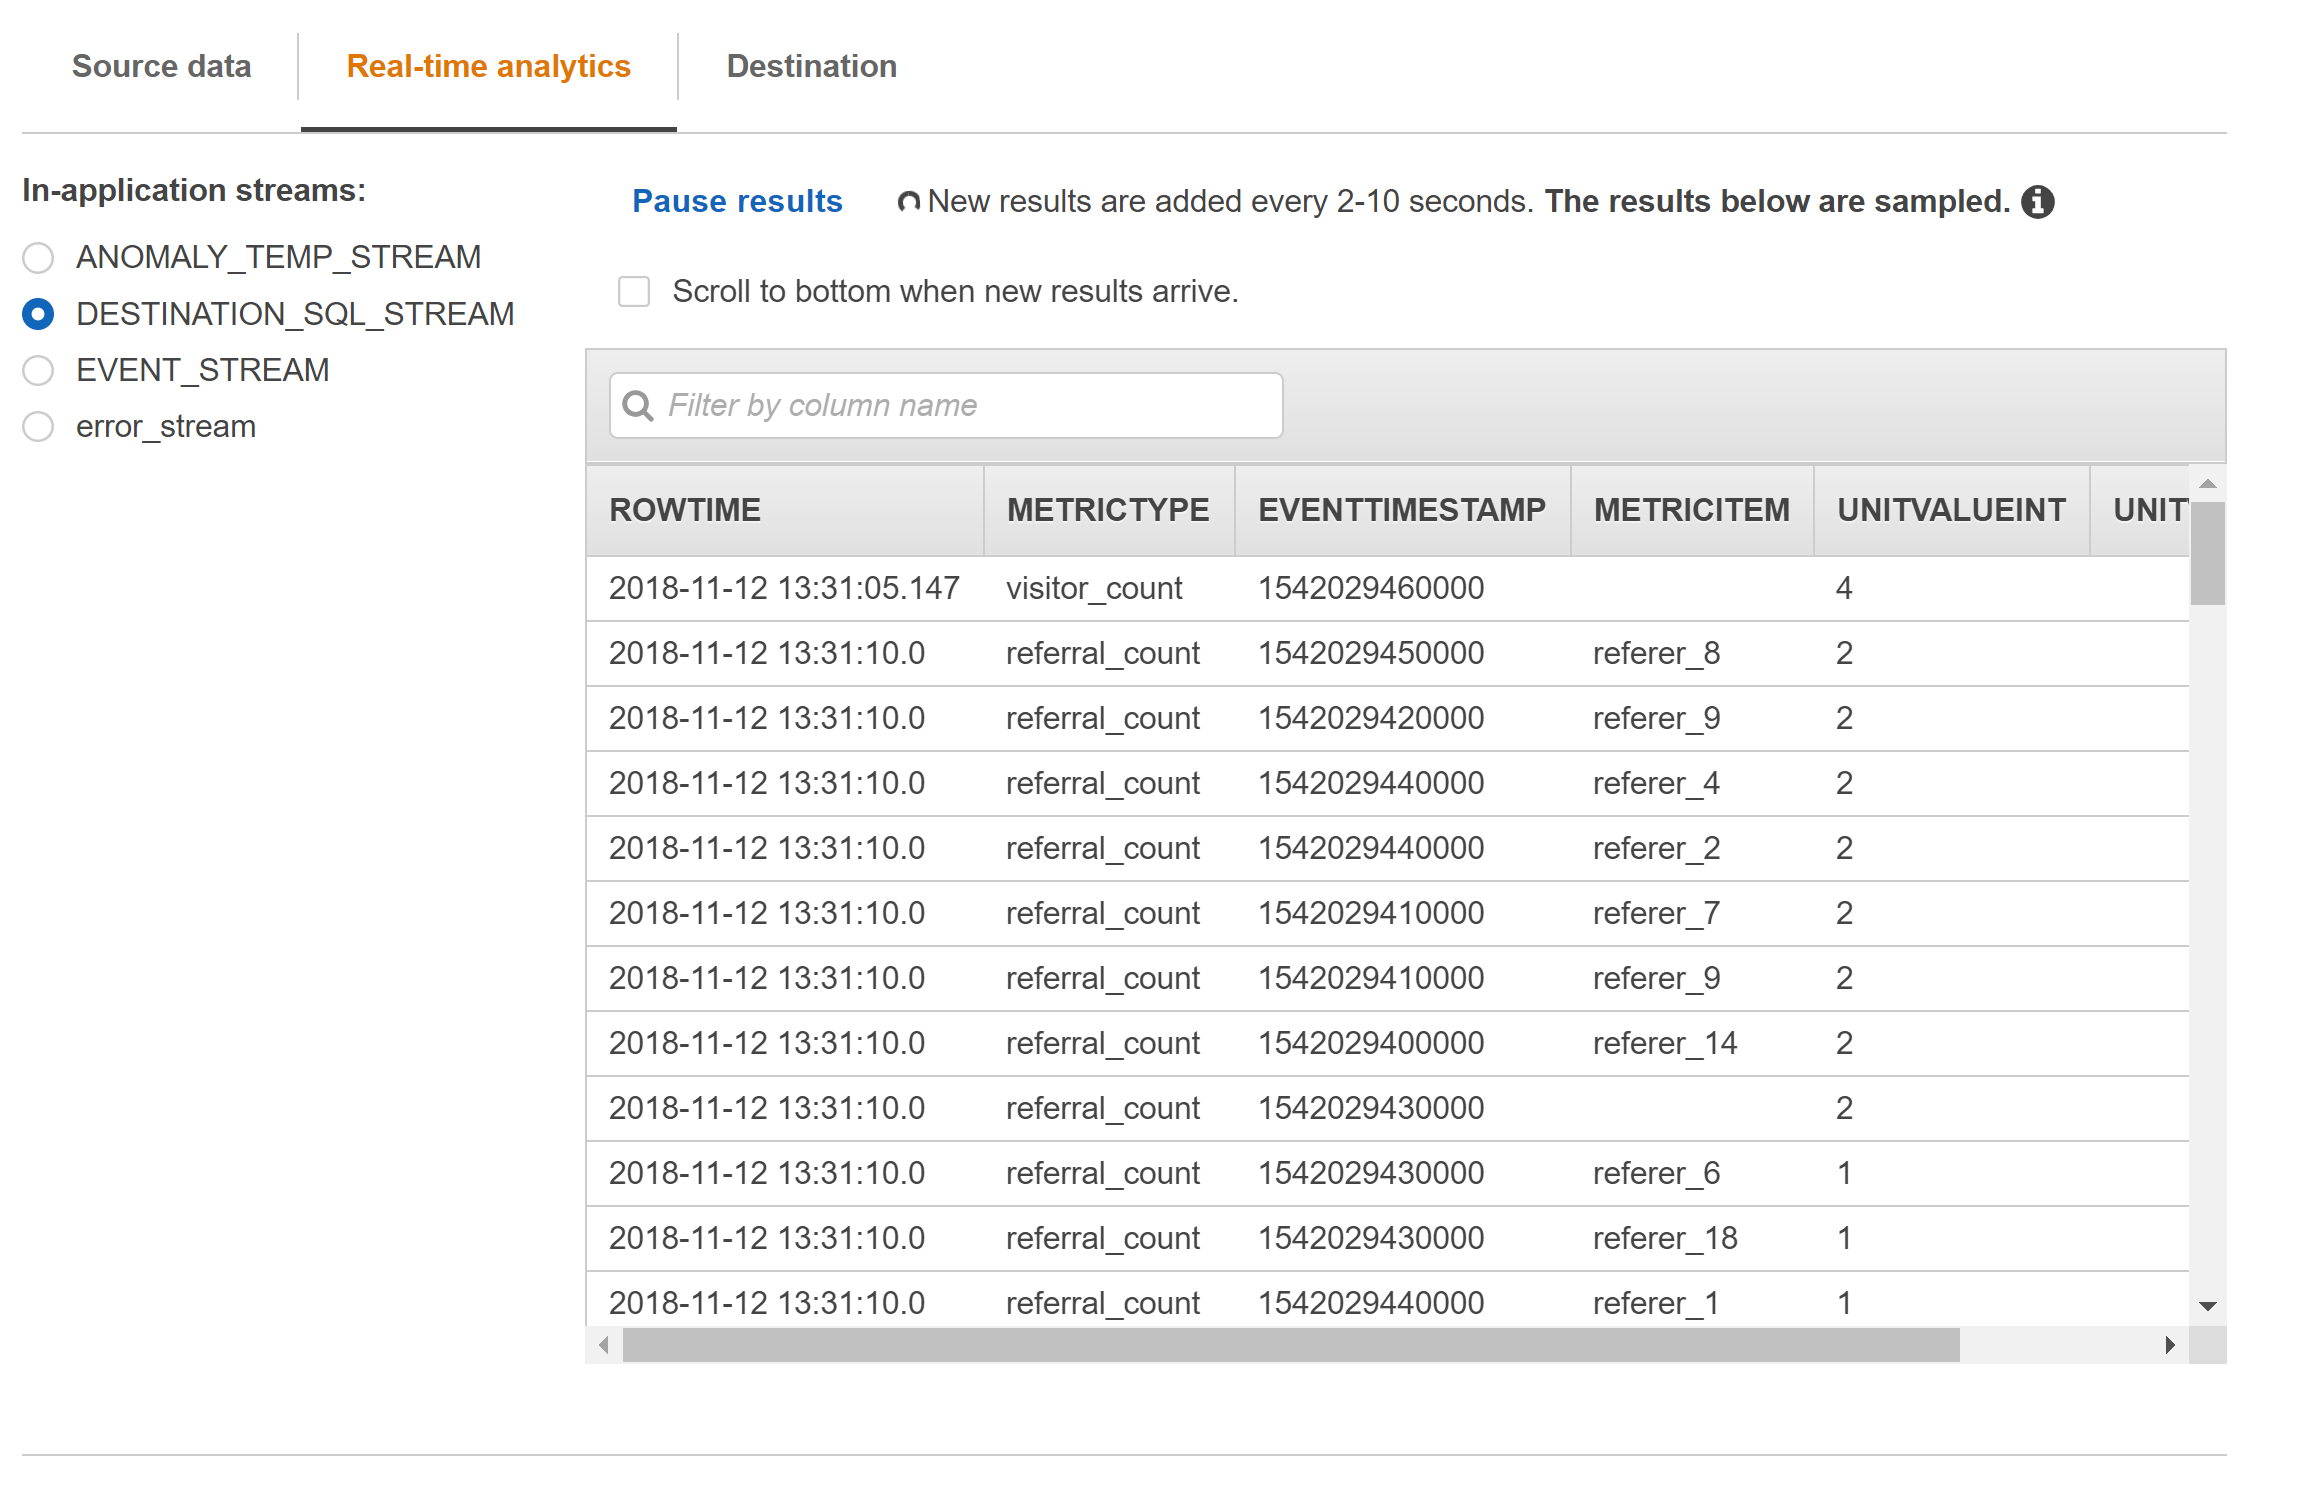 Source data Real-time analytics Destination
In-application streams:
ANOMALY_TEMP_STREAM
DESTINATION_SQL_STREAM
EVENT_STREAM
error_stream
Pause results New results are added every 2-10 seconds. The results below are sampled.
Scroll to bottom when new results arrive.
Filter by column name
ROWTIME METRICTYPE EVENTTIMESTAMP METRICITEM UNITVALUEINT UNIT
2018-11-12 13:31:05.147 visitor_count 1542029460000 4
2018-11-12 13:31:10.0 referral_count 1542029450000 referer_8 2
2018-11-12 13:31:10.0 referral_count 1542029420000 referer_9 2
2018-11-12 13:31:10.0 referral_count 1542029440000 referer_4 2
2018-11-12 13:31:10.0 referral_count 1542029440000 referer_2 2
2018-11-12 13:31:10.0 referral_count 1542029410000 referer_7 2
2018-11-12 13:31:10.0 referral_count 1542029410000 referer_9 2
2018-11-12 13:31:10.0 referral_count 1542029400000 referer_14 2
2018-11-12 13:31:10.0 referral_count 1542029430000 2
2018-11-12 13:31:10.0 referral_count 1542029430000 referer_6 1
2018-11-12 13:31:10.0 referral_count 1542029430000 referer_18 1
2018-11-12 13:31:10.0 referral_count 1542029440000 referer_1 1